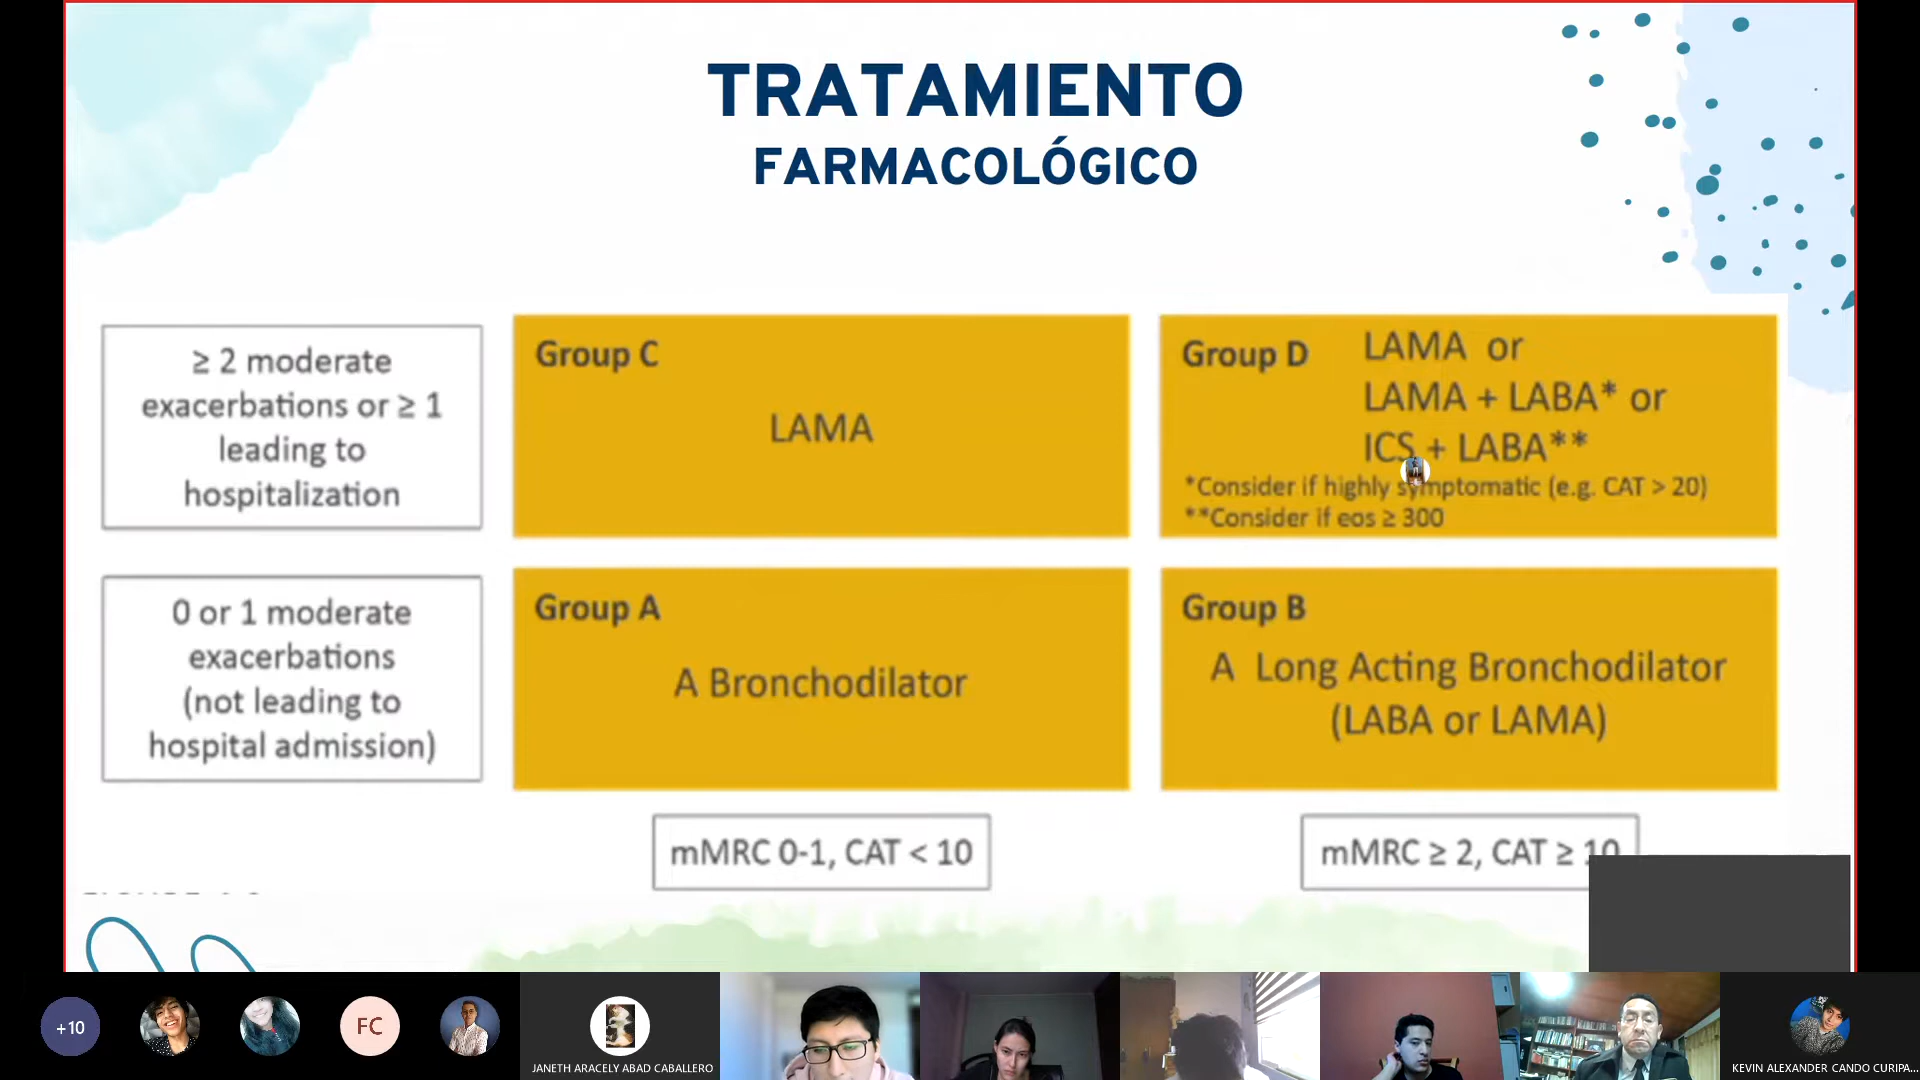 TRATAMIENTO
FARMACOLÓGICO
≥ 2 moderate
exacerbations or ≥ 1
leading to
hospitalization
Group C
LAMA
Group D
LAMA or
LAMA + LABA* or
ICS + LABA**
*Consider if highly symptomatic (e.g. CAT > 20)
**Consider if eos ≥ 300
0 or 1 moderate
exacerbations
(not leading to
hospital admission)
Group A
A Bronchodilator
Group B
A Long Acting Bronchodilator
(LABA or LAMA)
mMRC 0-1, CAT < 10
mMRC ≥ 2, CAT ≥ 10
+10
FC
JANETH ARACELY ABAD CABALLERO
KEVIN ALEXANDER CANDO CURIPA...